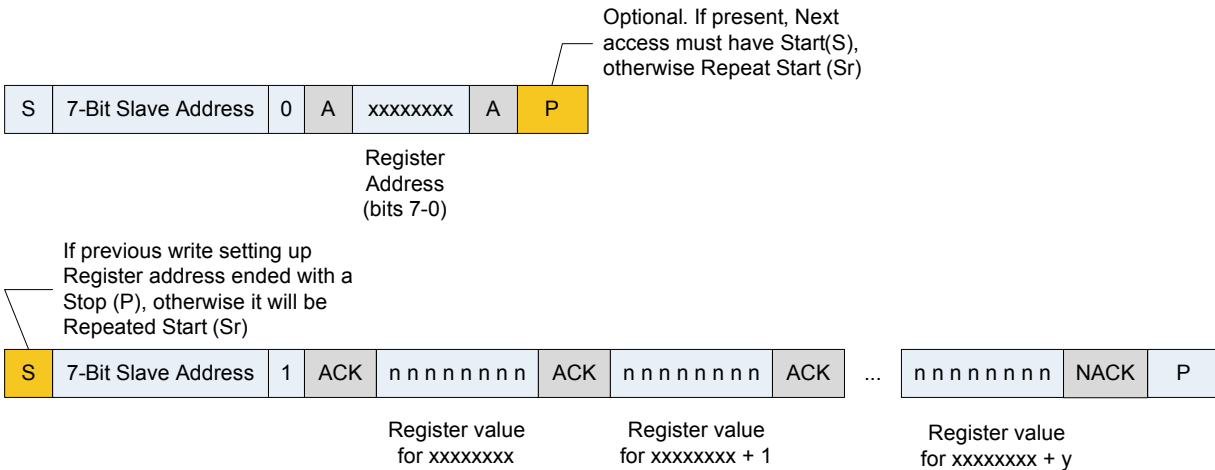 Optional. If present, Next
access must have Start(S),
otherwise Repeat Start (Sr)
S 7-Bit Slave Address 0 A xxxxxxxx A P
Register
Address
(bits 7-0)
If previous write setting up
Register address ended with a
Stop (P), otherwise it will be
Repeated Start (Sr)
S 7-Bit Slave Address 1 ACK n n n n n n n n ACK n n n n n n n n ACK ... n n n n n n n n NACK P
Register value
for xxxxxxxx
Register value
for xxxxxxxx + 1
Register value
for xxxxxxxx + y